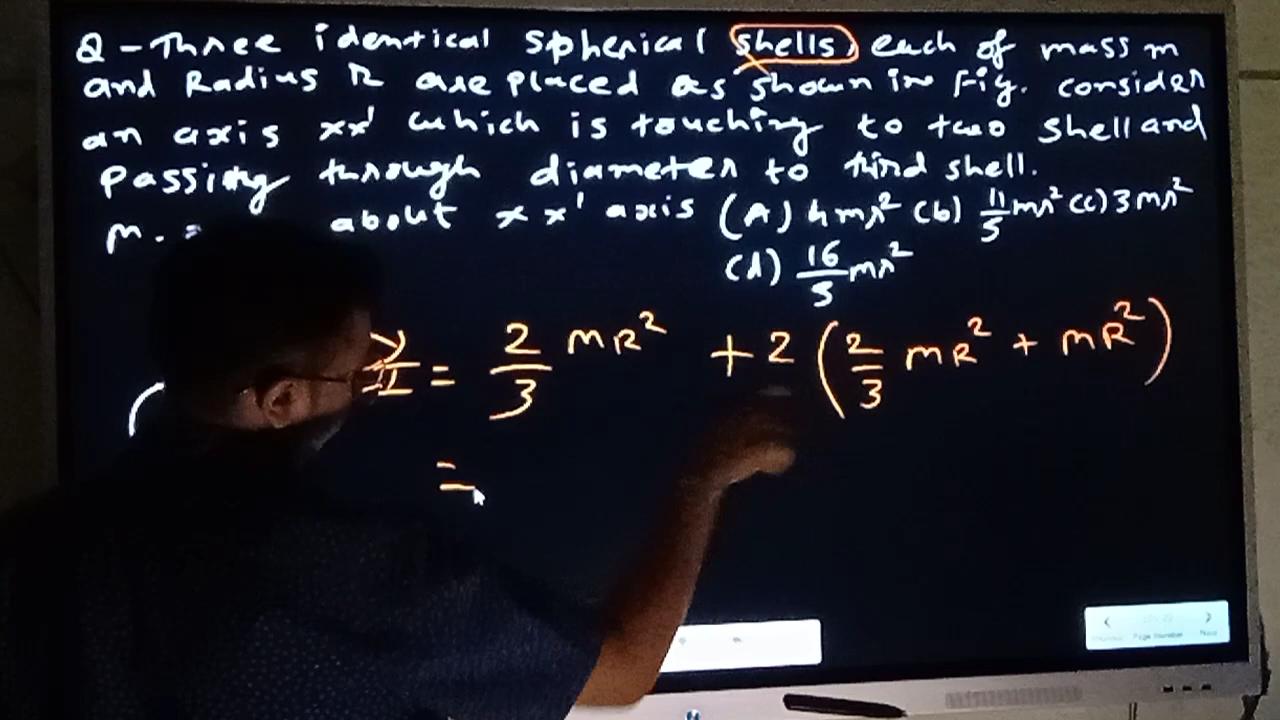 Q - Three identical spherical shells, each of mass m
and Radius r are placed as shown in Fig. consider
an axis xx' which is touching to two shell and
passing through diameter to third shell.
about xx' axis (A) 4mr² (b) 11/5 mr² (c) 3mr²
(d) 16/5 mr²
= 2/3 MR² + 2 (2/3 MR² + MR²)
=